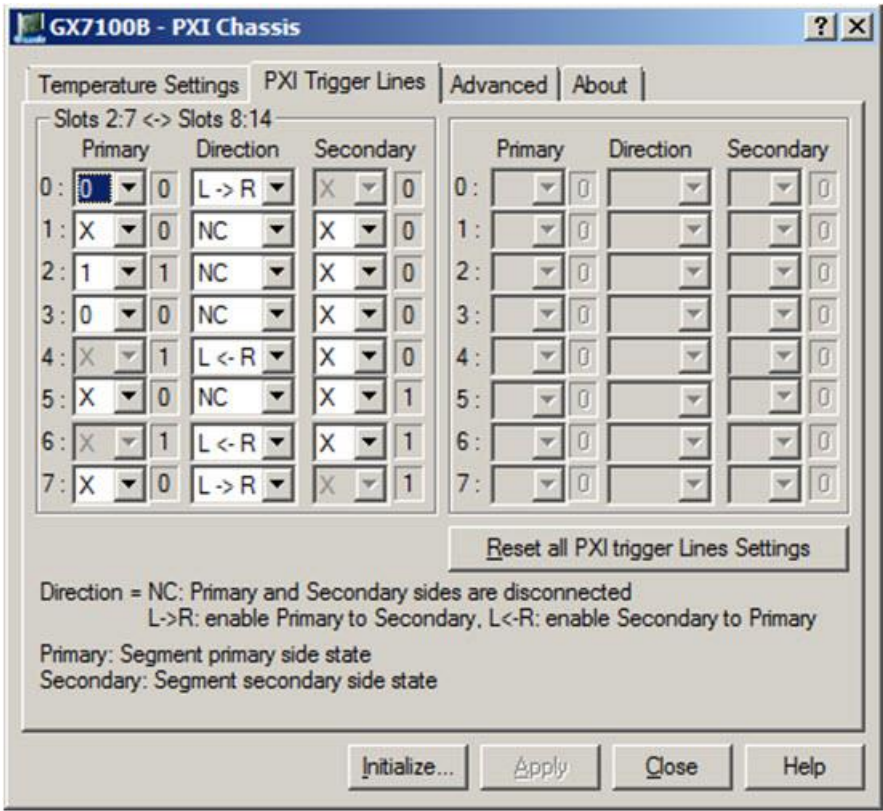 GX7100B - PXI Chassis
Temperature Settings PXI Trigger Lines Advanced About
Slots 2:7 <-> Slots 8:14
Primary Direction Secondary Primary Direction Secondary
0 : 0 0 L -> R X 0 0 : 0 0
1 : X 0 NC X 0 1 : 0 0
2 : 1 1 NC X 0 2 : 0 0
3 : 0 0 NC X 0 3 : 0 0
4 : X 1 L <- R X 0 4 : 0 0
5 : X 0 NC X 1 5 : 0 0
6 : X 1 L <- R X 1 6 : 0 0
7 : X 0 L -> R X 1 7 : 0 0
Reset all PXI trigger Lines Settings
Direction = NC: Primary and Secondary sides are disconnected
L->R: enable Primary to Secondary, L<-R: enable Secondary to Primary
Primary: Segment primary side state
Secondary: Segment secondary side state
Initialize... Apply Close Help